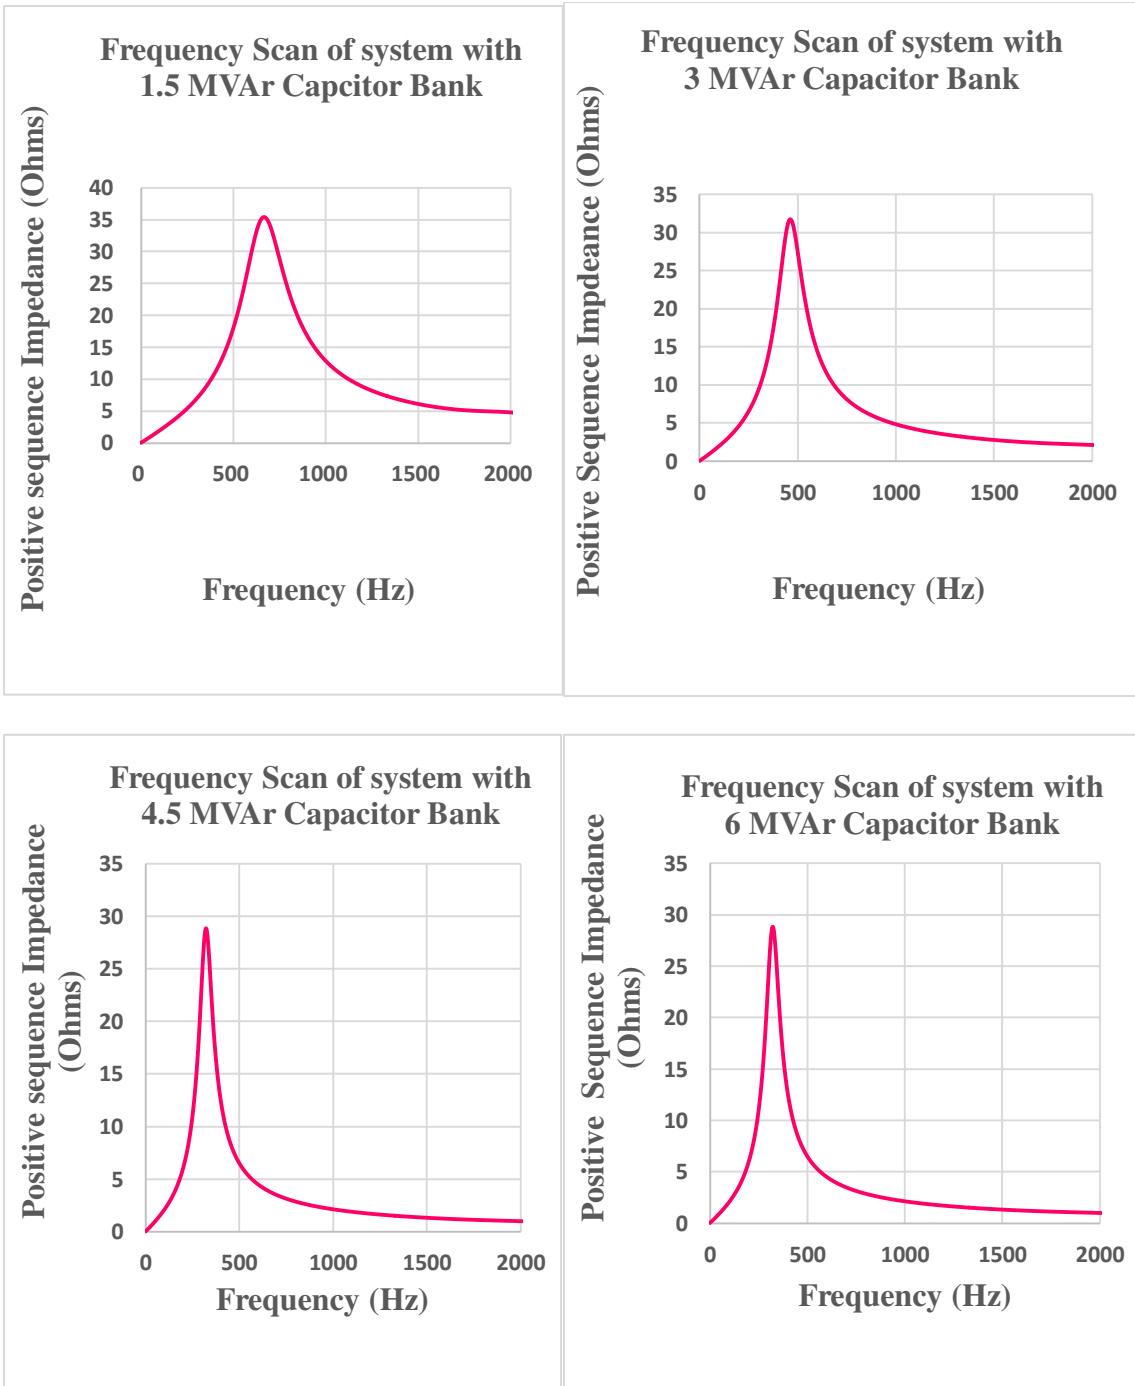 Frequency Scan of system with
1.5 MVAr Capcitor Bank
Positive sequence Impedance (Ohms)
40
35
30
25
20
15
10
5
0
0 500 1000 1500 2000
Frequency (Hz)
Frequency Scan of system with
3 MVAr Capacitor Bank
Positive Sequence Impdeance (Ohms)
35
30
25
20
15
10
5
0
0 500 1000 1500 2000
Frequency (Hz)
Frequency Scan of system with
4.5 MVAr Capacitor Bank
Positive sequence Impedance
(Ohms)
35
30
25
20
15
10
5
0
0 500 1000 1500 2000
Frequency (Hz)
Frequency Scan of system with
6 MVAr Capacitor Bank
Positive Sequence Impedance
(Ohms)
35
30
25
20
15
10
5
0
0 500 1000 1500 2000
Frequency (Hz)